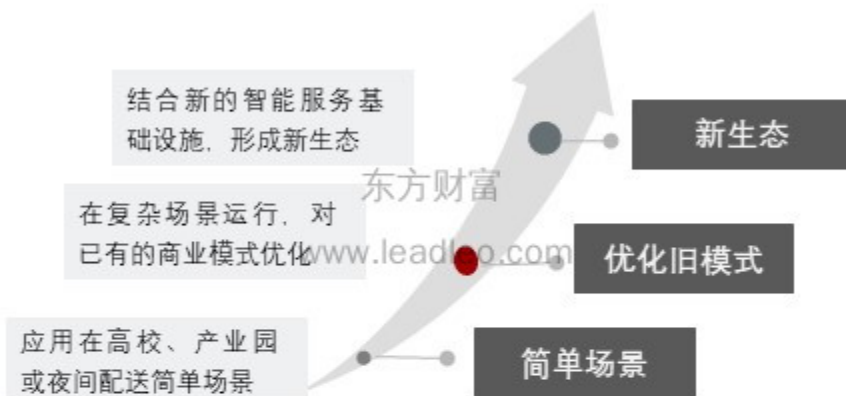 结合新的智能服务基
础设施，形成新生态
新生态
东方财富
在复杂场景运行，对
已有的商业模式优化
www.leadleo.com
优化旧模式
应用在高校、产业园
或夜间配送简单场景
简单场景